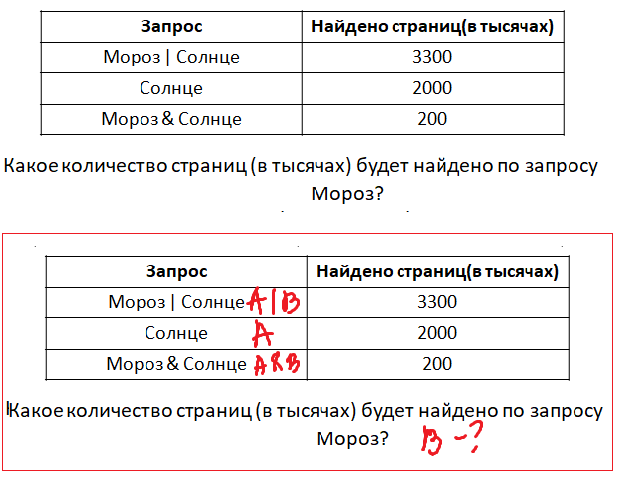 Запрос Найдено страниц(в тысячах)
Мороз | Солнце 3300
Солнце 2000
Мороз & Солнце 200
Какое количество страниц (в тысячах) будет найдено по запросу
Мороз?
Запрос Найдено страниц(в тысячах)
Мороз | Солнце A|B 3300
Солнце A 2000
Мороз & Солнце A&B 200
Какое количество страниц (в тысячах) будет найдено по запросу
Мороз? B-?